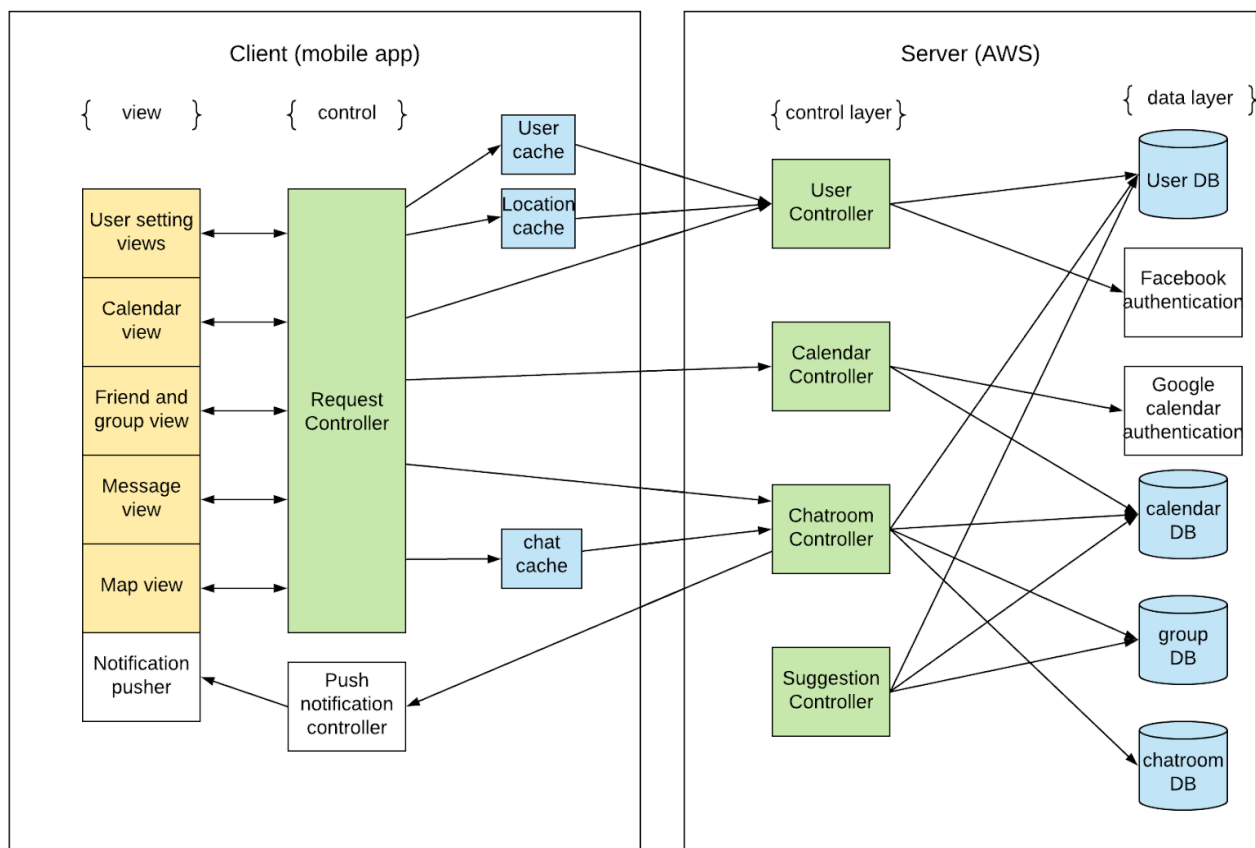 Client (mobile app)
{ view }
{ control }
User setting
views
Calendar
view
Friend and
group view
Message
view
Map view
Notification
pusher
Request
Controller
Push
notification
controller
User
cache
Location
cache
chat
cache
Server (AWS)
{ control layer }
{ data layer }
User
Controller
Calendar
Controller
Chatroom
Controller
Suggestion
Controller
User DB
Facebook
authentication
Google
calendar
authentication
calendar
DB
group
DB
chatroom
DB